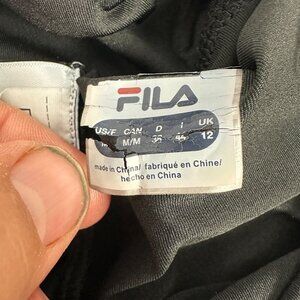 FILA
US/F CAN D I UK
M/M 12
made in China/ fabriqué en Chine/
hecho en China